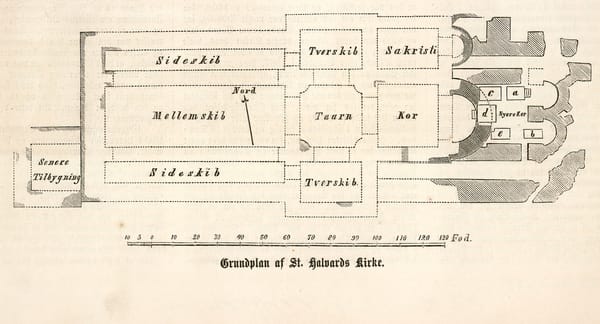 Tverskib
Sakristi
Sideskib
Nord
Mellemskib
Taarn
Kor
c
a
d
Nyere Kor
e
b
Senere
Tilbygning
Sideskib
Tverskib.
10 5 0 10 20 30 40 50 60 70 80 90 100 110 120 130 Fod.
Grundplan af St. Halvards Kirke.